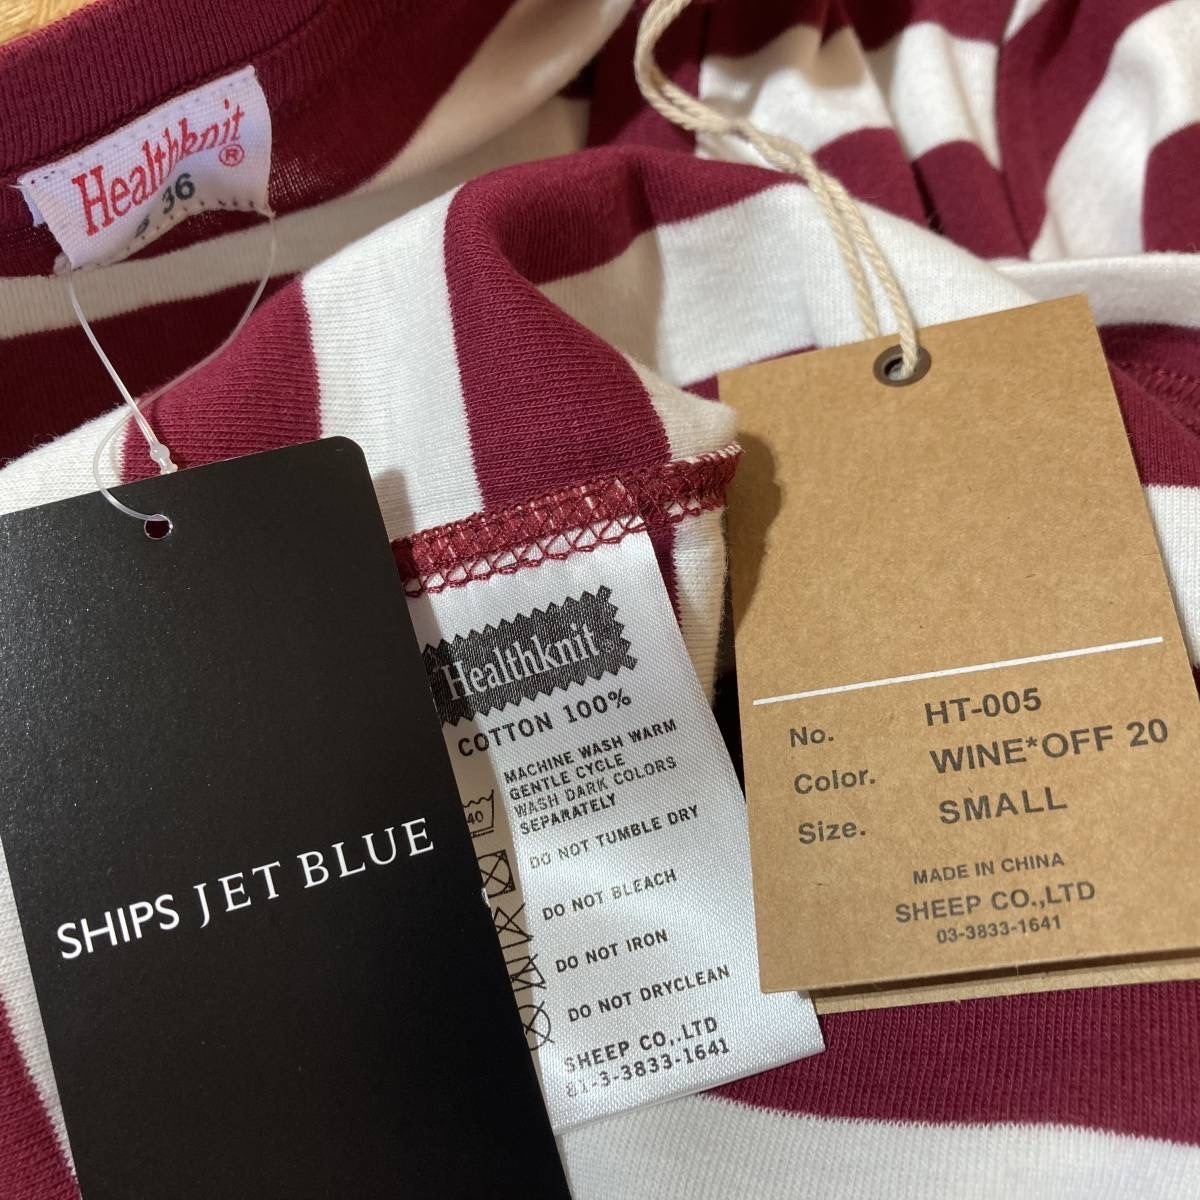 Healthknit
®
S 36
SHIPS JET BLUE
Healthknit
COTTON 100%
MACHINE WASH WARM
GENTLE CYCLE
WASH DARK COLORS
SEPARATELY
40
DO NOT TUMBLE DRY
DO NOT BLEACH
DO NOT IRON
DO NOT DRYCLEAN
SHEEP CO,.LTD
81-3-3833-1641
No. HT-005
Color. WINE*OFF 20
Size. SMALL
MADE IN CHINA
SHEEP CO.,LTD
03-3833-1641